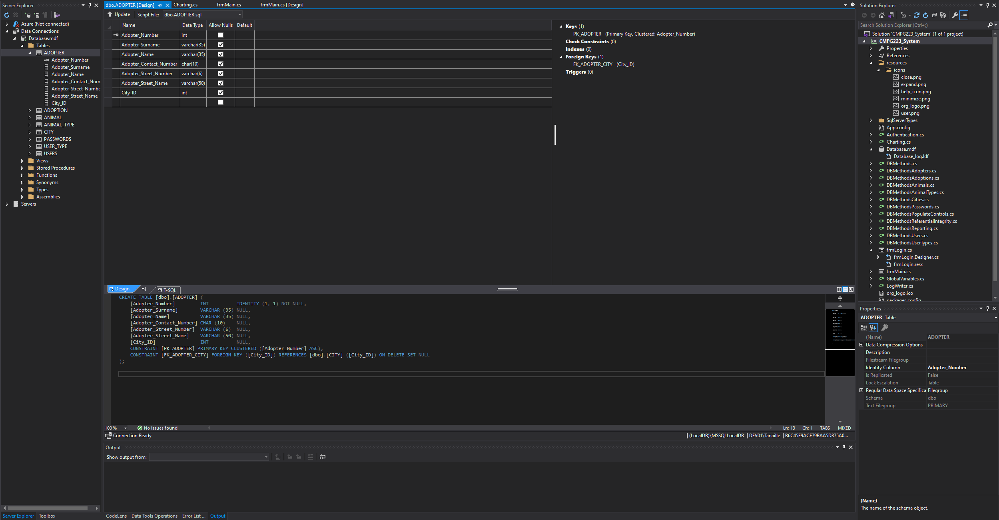 Server Explorer
Azure (Not connected)
Data Connections
Database.mdf
Tables
ADOPTER
Adopter_Number
Adopter_Surname
Adopter_Name
Adopter_Contact_Num
Adopter_Street_Numbe
Adopter_Street_Name
City_ID
ADOPTION
ANIMAL
ANIMAL_TYPE
CITY
PASSWORDS
USER_TYPE
USERS
Views
Stored Procedures
Functions
Synonyms
Types
Assemblies
Servers
Server Explorer Toolbox
dbo.ADOPTER [Design] Charting.cs frmMain.cs frmMain.cs [Design]
Update Script File: dbo.ADOPTER.sql
Name Data Type Allow Nulls Default
Adopter_Number int
Adopter_Surname varchar(35)
Adopter_Name varchar(35)
Adopter_Contact_Number char(10)
Adopter_Street_Number varchar(6)
Adopter_Street_Name varchar(50)
City_ID int
Keys (1)
PK_ADOPTER (Primary Key, Clustered: Adopter_Number)
Check Constraints (0)
Indexes (0)
Foreign Keys (1)
FK_ADOPTER_CITY (City_ID)
Triggers (0)
Design T-SQL
CREATE TABLE [dbo].[ADOPTER] (
[Adopter_Number] INT IDENTITY (1, 1) NOT NULL,
[Adopter_Surname] VARCHAR (35) NULL,
[Adopter_Name] VARCHAR (35) NULL,
[Adopter_Contact_Number] CHAR (10) NULL,
[Adopter_Street_Number] VARCHAR (6) NULL,
[Adopter_Street_Name] VARCHAR (50) NULL,
[City_ID] INT NULL,
CONSTRAINT [PK_ADOPTER] PRIMARY KEY CLUSTERED ([Adopter_Number] ASC),
CONSTRAINT [FK_ADOPTER_CITY] FOREIGN KEY ([City_ID]) REFERENCES [dbo].[CITY] ([City_ID]) ON DELETE SET NULL
);
100 % No issues found Ln: 13 Ch: 1 TABS MIXED
Connection Ready (LocalDB)\MSSQLLocalDB DEV01\Tanaille B6C45E9ACF79BAA5D875A0...
Output
Show output from:
CodeLens Data Tools Operations Error List ... Output
Solution Explorer
Search Solution Explorer (Ctrl+;)
Solution 'CMPG223_System' (1 of 1 project)
CMPG223_System
Properties
References
resources
icons
close.png
expand.png
help_icon.png
minimize.png
org_logo.png
user.png
SqlServerTypes
App.config
Authentication.cs
Charting.cs
Database.mdf
Database_log.ldf
DBMethods.cs
DBMethodsAdopters.cs
DBMethodsAdoptions.cs
DBMethodsAnimals.cs
DBMethodsAnimalTypes.cs
DBMethodsCities.cs
DBMethodsPasswords.cs
DBMethodsPopulateControls.cs
DBMethodsReferentialIntegrity.cs
DBMethodsReporting.cs
DBMethodsUsers.cs
DBMethodsUserTypes.cs
frmLogin.cs
frmLogin.Designer.cs
frmLogin.resx
frmMain.cs
GlobalVariables.cs
LogWriter.cs
org_logo.ico
packages.config
Properties
ADOPTER Table
(Name) ADOPTER
Data Compression Options
Description
Filestream Filegroup
Identity Column Adopter_Number
Is Replicated False
Lock Escalation Table
Regular Data Space Specifica Filegroup
Schema dbo
Text Filegroup PRIMARY
(Name)
The name of the schema object.